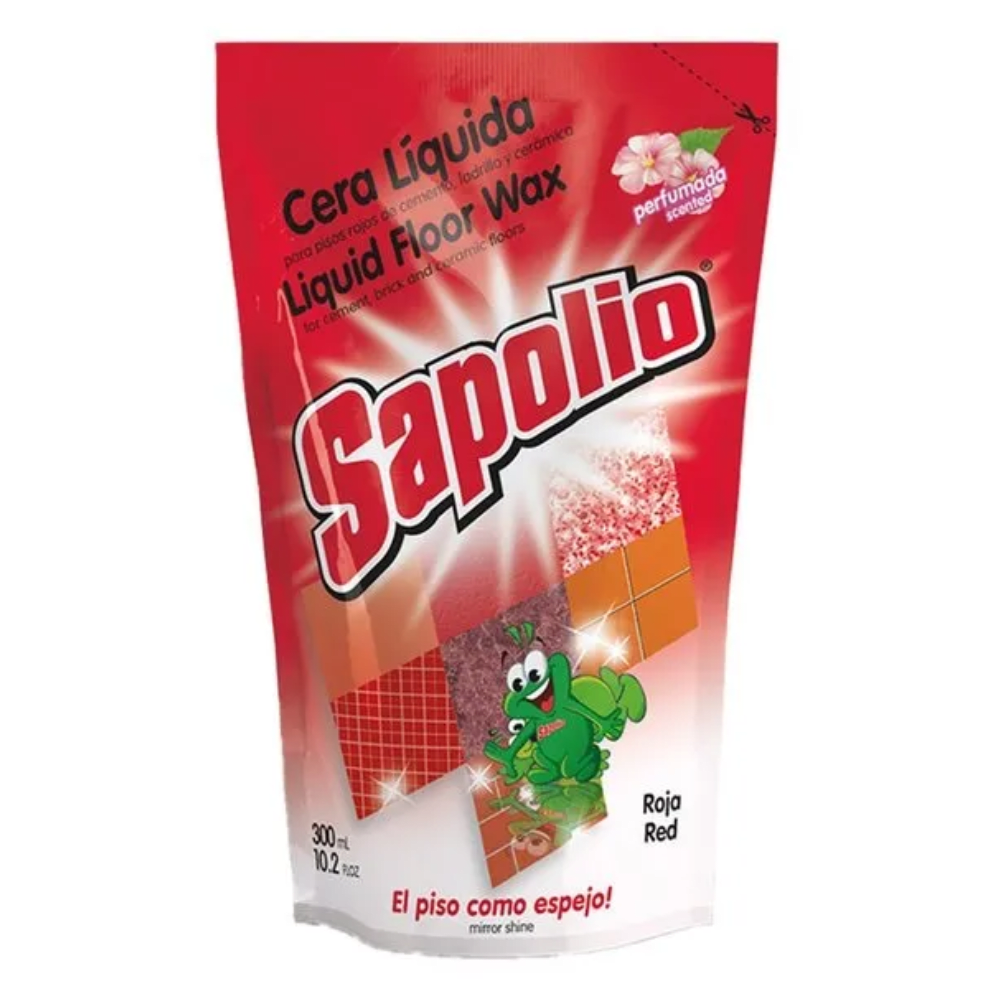 Cera Líquida
para pisos rojos de cemento, ladrillo y cerámica
Liquid Floor Wax
for cement, brick and ceramic floors
perfumada
scented
Sapolio®
Sapolio
Roja
Red
300 mL
10.2 FL.OZ
El piso como espejo!
mirror shine